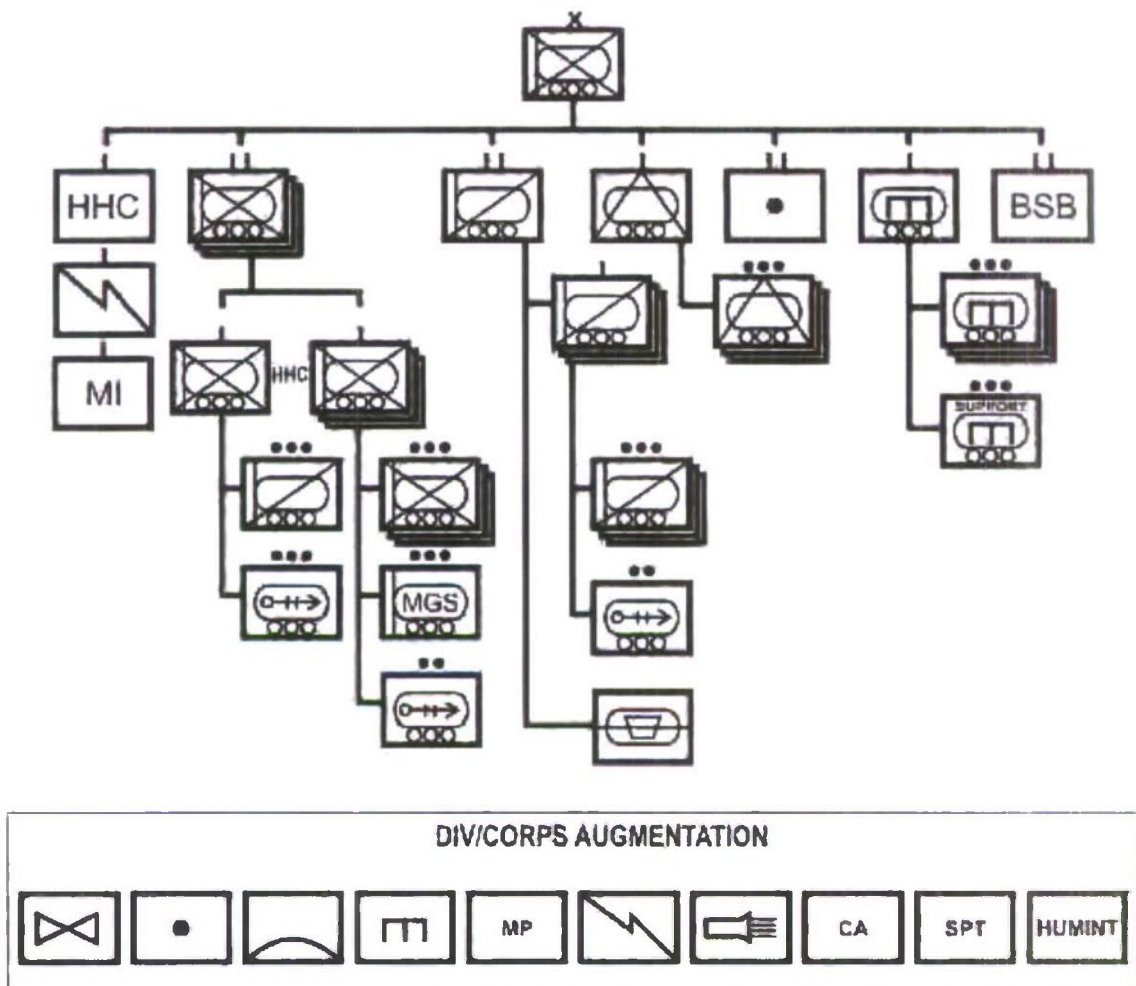 X
HHC
BSB
MI
HHC
SUPPORT
MGS
DIV/CORPS AUGMENTATION
MP
CA
SPT
HUMINT